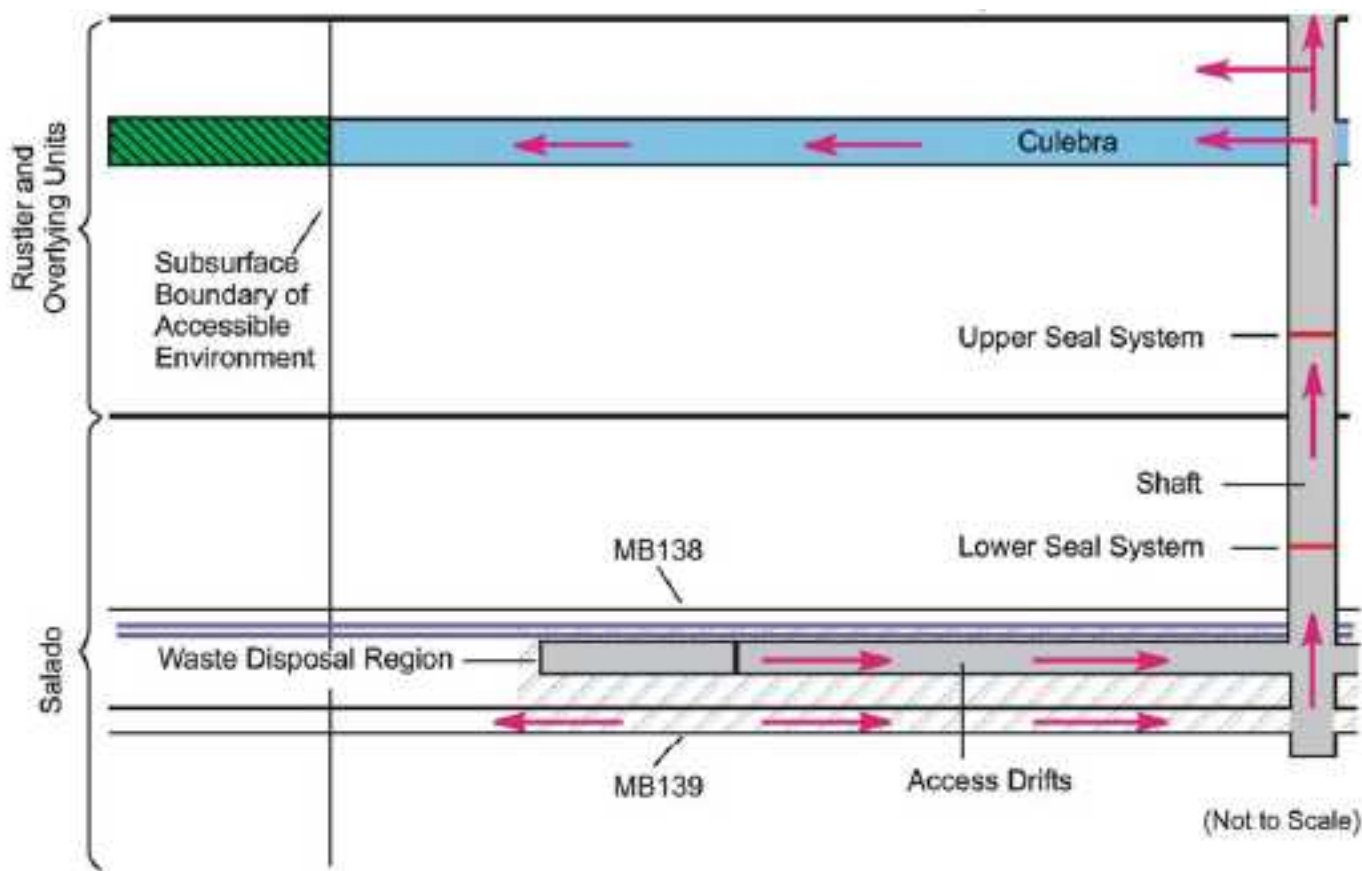 Culebra
Rustler and
Overlying Units
Subsurface
Boundary of
Accessible
Environment
Upper Seal System
Shaft
MB138
Lower Seal System
Salado
Waste Disposal Region
MB139
Access Drifts
(Not to Scale)